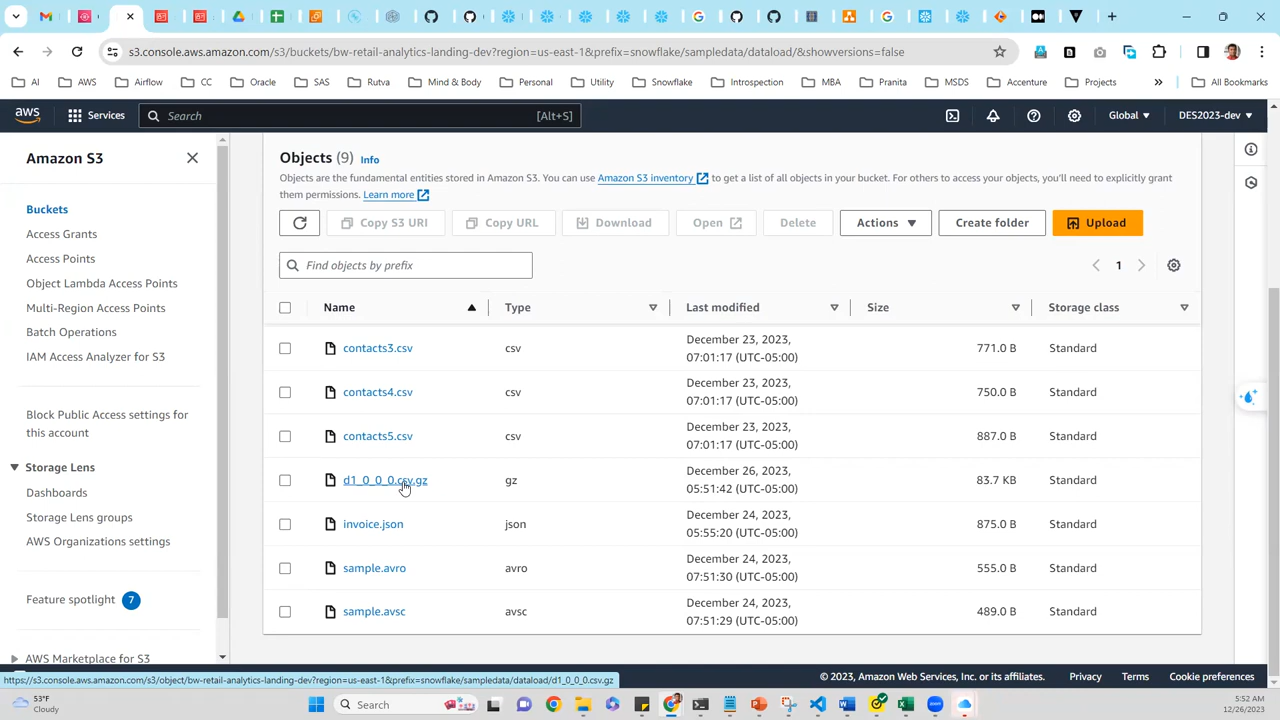 s3.console.aws.amazon.com/s3/buckets/bw-retail-analytics-landing-dev?region=us-east-1&prefix=snowflake/sampledata/dataload/&showversions=false
AI AWS Airflow CC Oracle SAS Rutva Mind & Body Personal Utility Snowflake Introspection MBA Pranita MSDS Accenture Projects » All Bookmarks
aws Services Search [Alt+S] Global ▼ DES2023-dev ▼
Amazon S3
Buckets
Access Grants
Access Points
Object Lambda Access Points
Multi-Region Access Points
Batch Operations
IAM Access Analyzer for S3
Block Public Access settings for
this account
Storage Lens
Dashboards
Storage Lens groups
AWS Organizations settings
Feature spotlight 7
AWS Marketplace for S3
Objects (9) Info
Objects are the fundamental entities stored in Amazon S3. You can use Amazon S3 inventory to get a list of all objects in your bucket. For others to access your objects, you'll need to explicitly grant
them permissions. Learn more
Copy S3 URI Copy URL Download Open Delete Actions ▼ Create folder Upload
Find objects by prefix
1
Name Type Last modified Size Storage class
contacts3.csv csv December 23, 2023, 07:01:17 (UTC-05:00) 771.0 B Standard
contacts4.csv csv December 23, 2023, 07:01:17 (UTC-05:00) 750.0 B Standard
contacts5.csv csv December 23, 2023, 07:01:17 (UTC-05:00) 887.0 B Standard
d1_0_0_0.csv.gz gz December 26, 2023, 05:51:42 (UTC-05:00) 83.7 KB Standard
invoice.json json December 24, 2023, 05:55:20 (UTC-05:00) 875.0 B Standard
sample.avro avro December 24, 2023, 07:51:30 (UTC-05:00) 555.0 B Standard
sample.avsc avsc December 24, 2023, 07:51:29 (UTC-05:00) 489.0 B Standard
https://s3.console.aws.amazon.com/s3/object/bw-retail-analytics-landing-dev?region=us-east-1&prefix=snowflake/sampledata/dataload/d1_0_0_0.csv.gz
© 2023, Amazon Web Services, Inc. or its affiliates. Privacy Terms Cookie preferences
53°F
Cloudy
Search
5:52 AM
12/26/2023